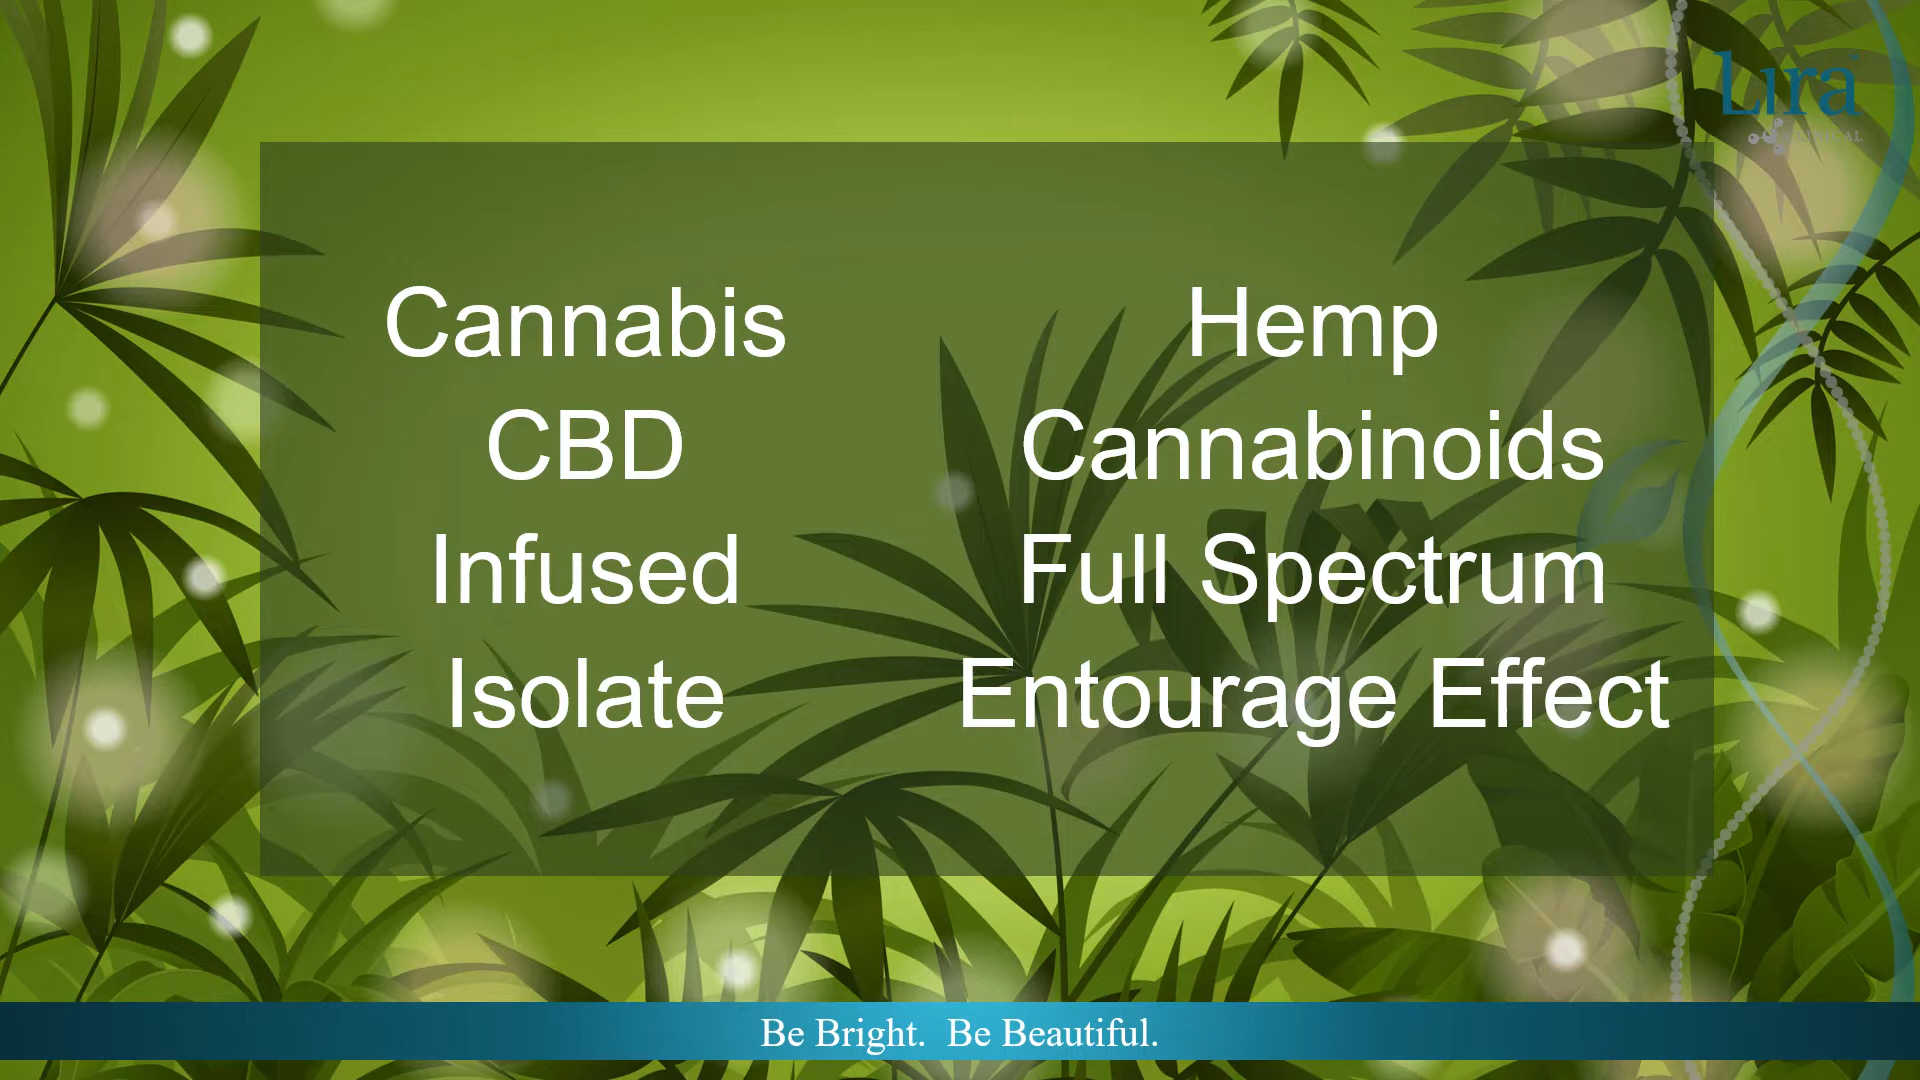 Lira
Cannabis
CBD
Infused
Isolate
Hemp
Cannabinoids
Full Spectrum
Entourage Effect
Be Bright. Be Beautiful.